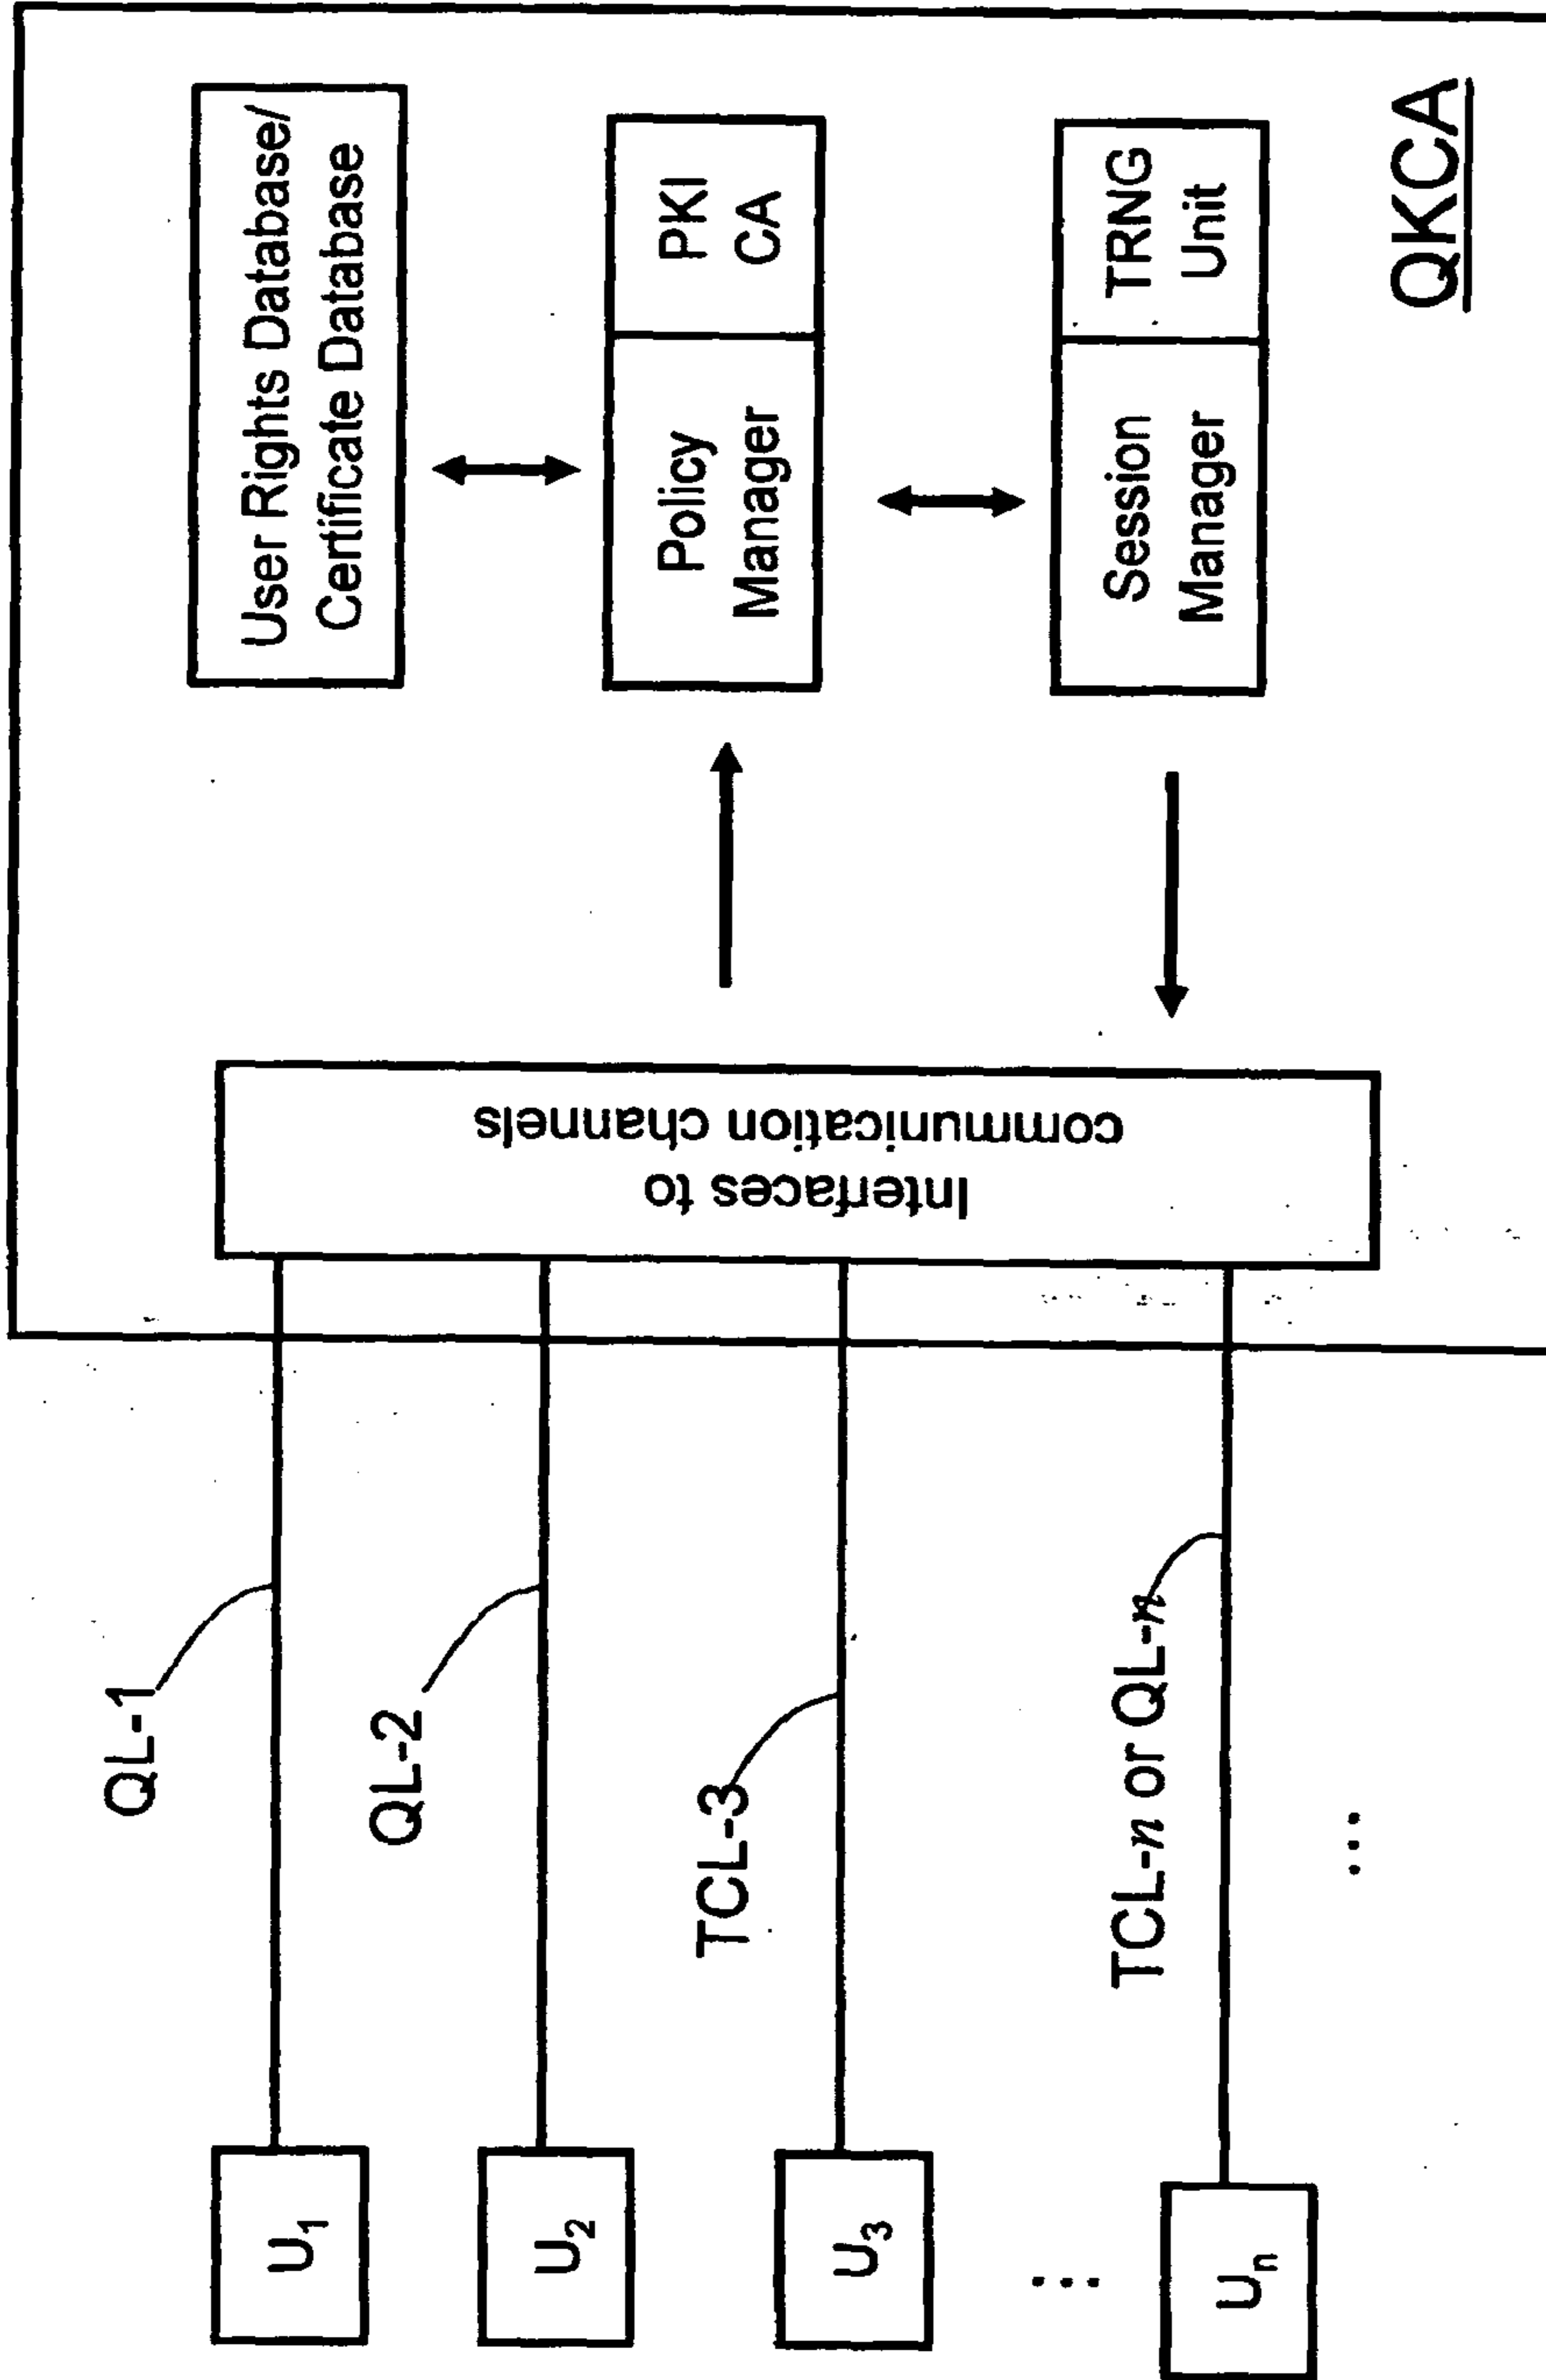 U1
U2
U3
...
Un
QL-1
QL-2
TCL-3
TCL-n or QL-n
...
Interfaces to
communication channels
User Rights Database/
Certificate Database
Policy
Manager
PKI
CA
Session
Manager
TRNG
Unit
QKCA